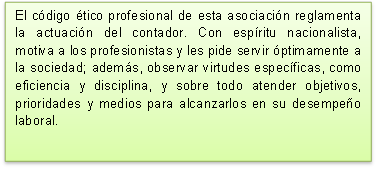 El código ético profesional de esta asociación reglamenta
la actuación del contador. Con espíritu nacionalista,
motiva a los profesionistas y les pide servir óptimamente a
la sociedad; además, observar virtudes específicas, como
eficiencia y disciplina, y sobre todo atender objetivos,
prioridades y medios para alcanzarlos en su desempeño
laboral.